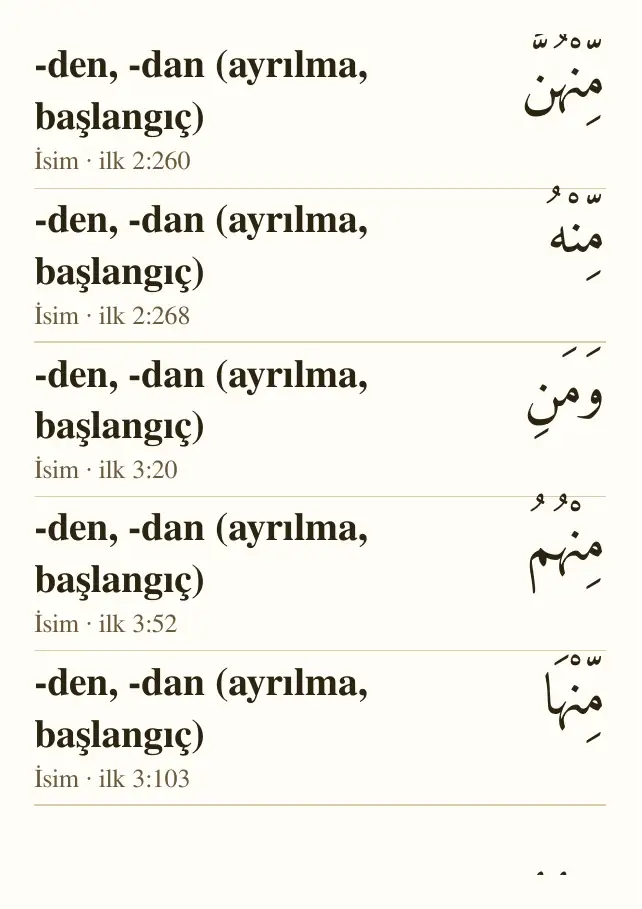 -den, -dan (ayrılma, مِّنْهُنَّ
başlangıç)
İsim · ilk 2:260
-den, -dan (ayrılma, مِّنْهُ
başlangıç)
İsim · ilk 2:268
-den, -dan (ayrılma, وَمَنِ
başlangıç)
İsim · ilk 3:20
-den, -dan (ayrılma, مِنْهُمُ
başlangıç)
İsim · ilk 3:52
-den, -dan (ayrılma, مِّنْهَا
başlangıç)
İsim · ilk 3:103